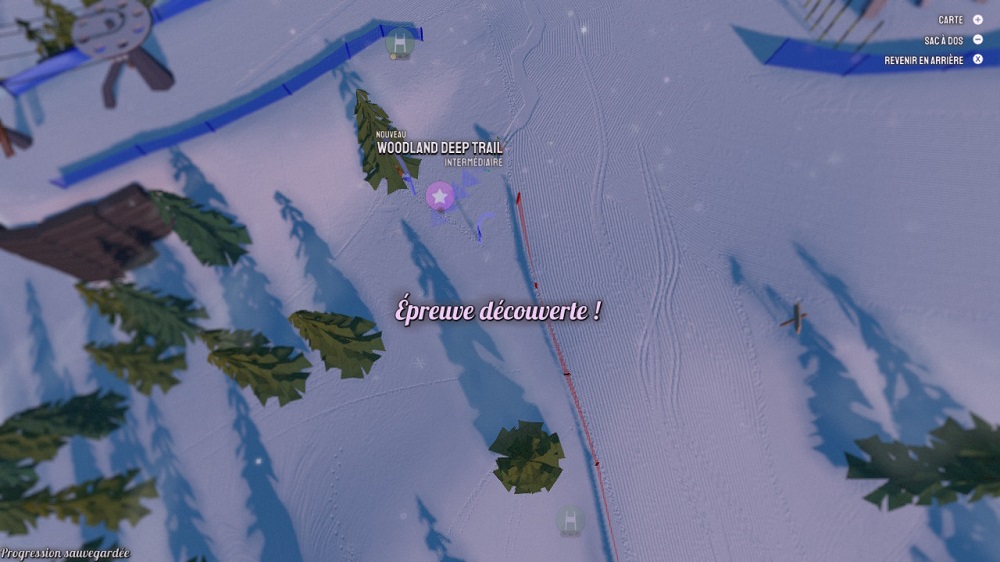 CARTE
SAC À DOS
REVENIR EN ARRIÈRE
NOUVEAU
WOODLAND DEEP TRAIL
INTERMÉDIAIRE
Épreuve découverte !
Progression sauvegardée